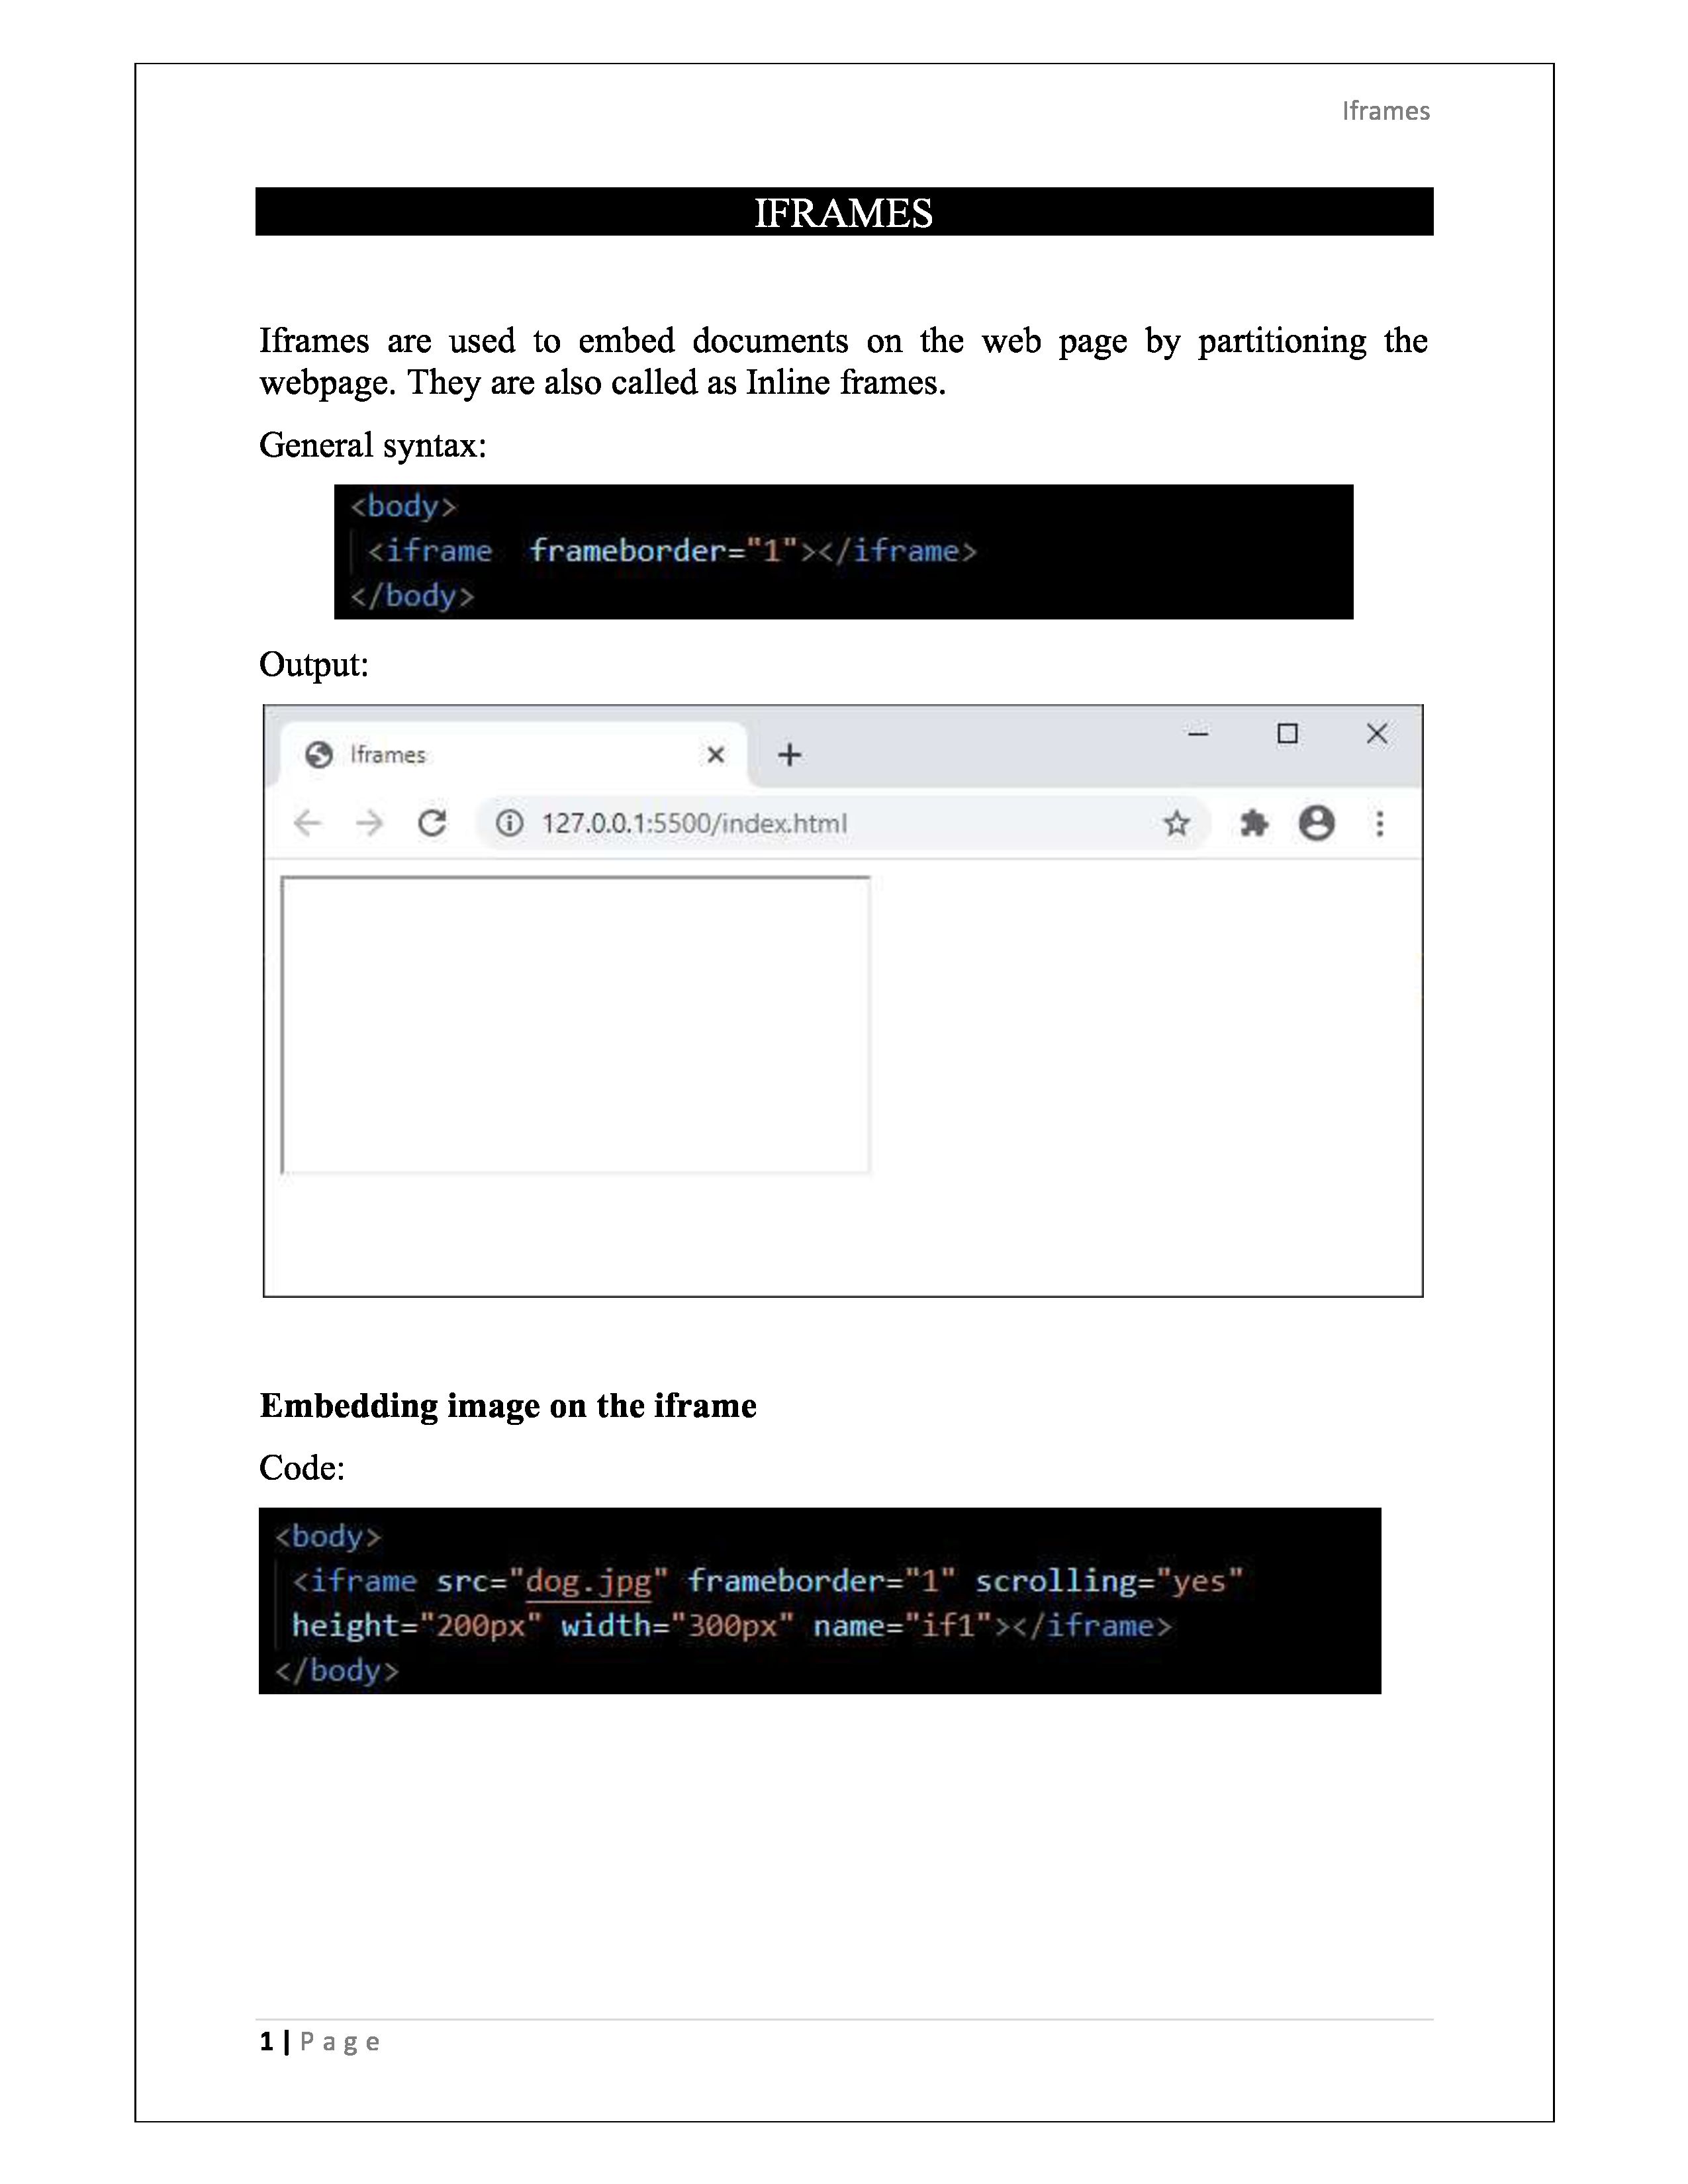 Iframes
IFRAMES
Iframes are used to embed documents on the web page by partitioning the
webpage. They are also called as Inline frames.
General syntax:
<body>
<iframe  frameborder="1"></iframe>
</body>
Output:
Iframes
127.0.0.1:5500/index.html
Embedding image on the iframe
Code:
<body>
<iframe src="dog.jpg" frameborder="1" scrolling="yes"
height="200px" width="300px" name="if1"></iframe>
</body>
1 | Page